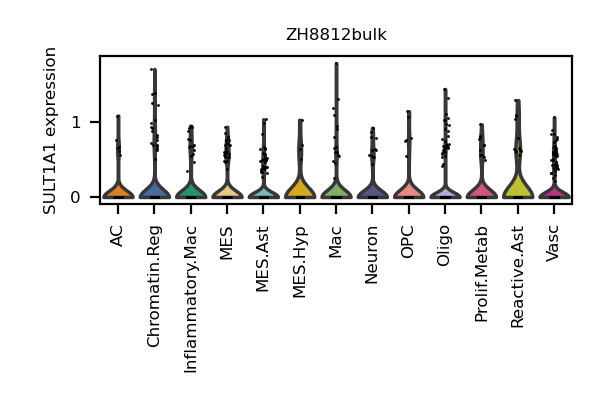 ZH8812bulk
SULT1A1 expression
1
0
AC
Chromatin.Reg
Inflammatory.Mac
MES
MES.Ast
MES.Hyp
Mac
Neuron
OPC
Oligo
Prolif.Metab
Reactive.Ast
Vasc